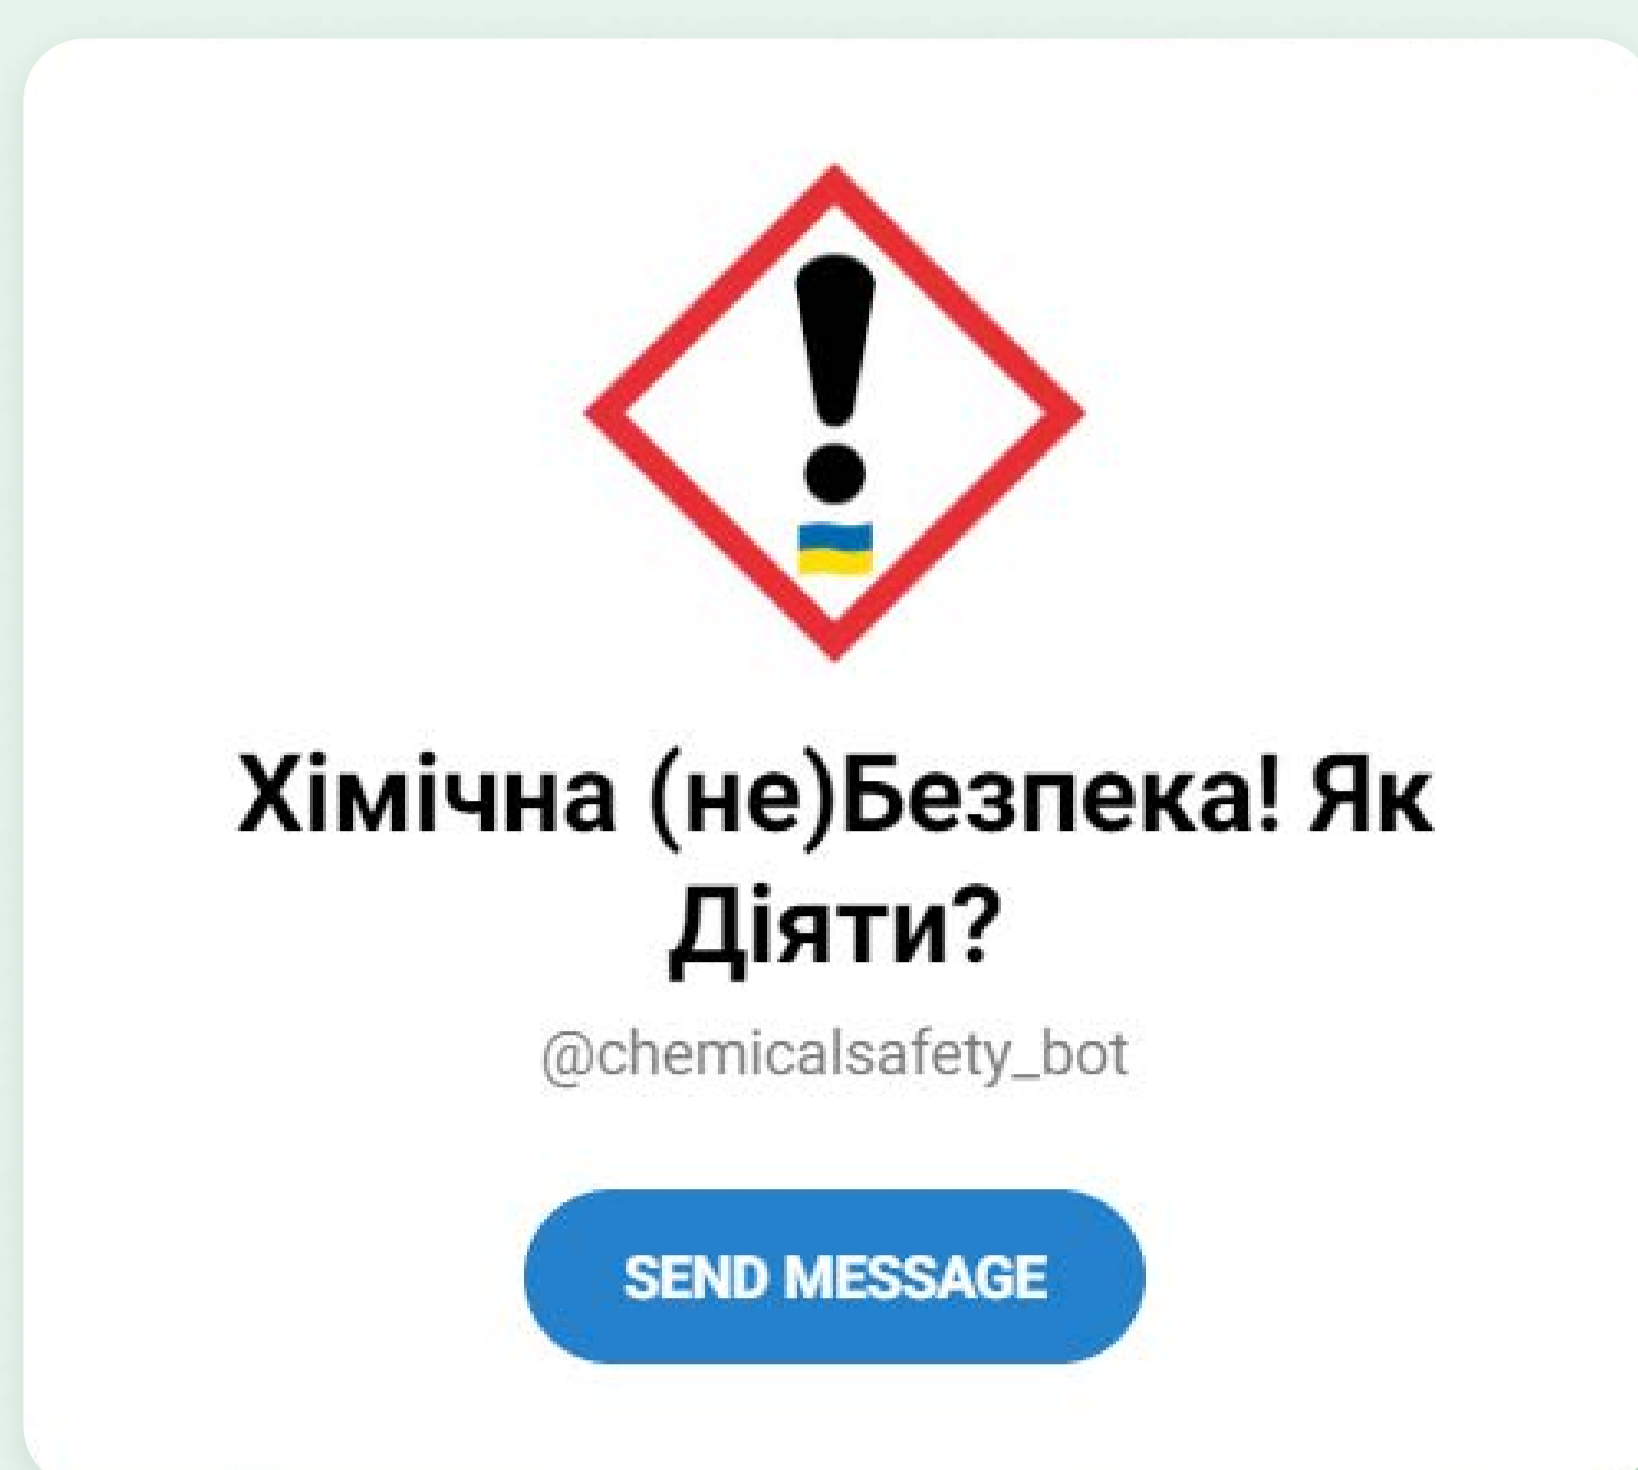 Хімічна (не)Безпека! Як
Діяти?
@chemicalsafety_bot
SEND MESSAGE